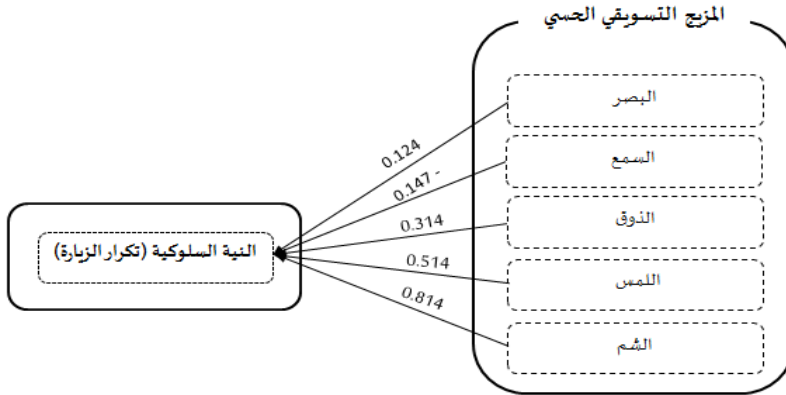 المزيج التسويقي الحسي
البصر
السمع
الذوق
اللمس
الشم
0.124
0.147 -
0.314
0.514
0.814
النية السلوكية (تكرار الزيارة)